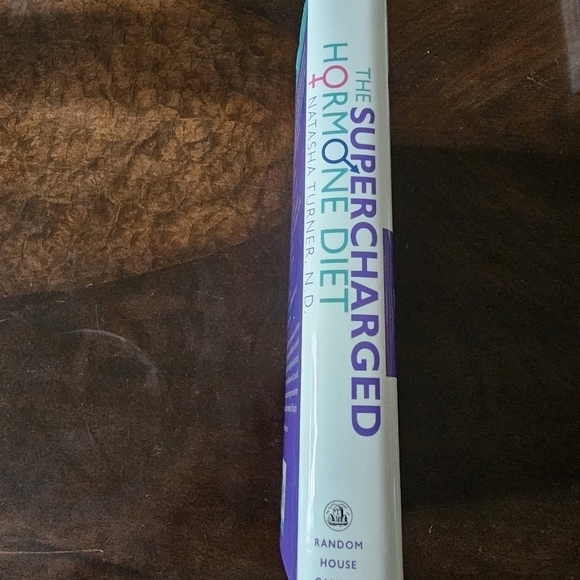 THE SUPERCHARGED
HORMONE DIET
NATASHA TURNER, N.D.
RANDOM
HOUSE